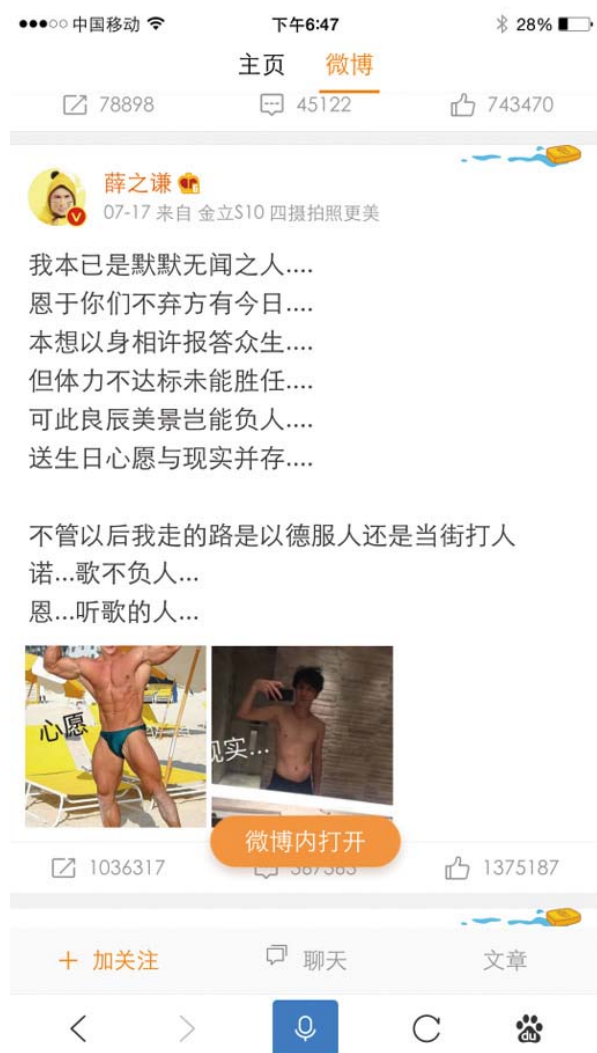 中国移动
下午6:47
28%
主页 微博
78898 45122 743470
薛之谦
07-17 来自 金立S10 四摄拍照更美
我本已是默默无闻之人....
恩于你们不弃方有今日....
本想以身相许报答众生....
但体力不达标未能胜任....
可此良辰美景岂能负人....
送生日心愿与现实并存....
不管以后我走的路是以德服人还是当街打人
诺...歌不负人...
恩...听歌的人...
心愿
现实...
微博内打开
1036317 1375187
+ 加关注 聊天 文章
du